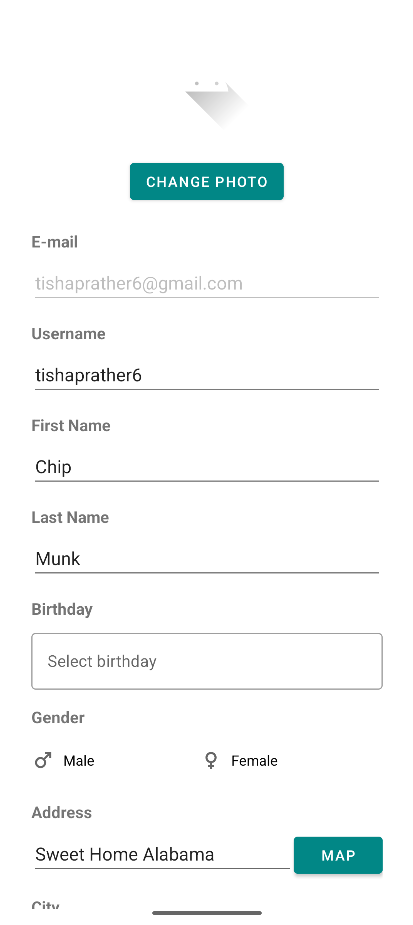 CHANGE PHOTO
E-mail
tishaprather6@gmail.com
Username
tishaprather6
First Name
Chip
Last Name
Munk
Birthday
Select birthday
Gender
Male Female
Address
Sweet Home Alabama MAP
City